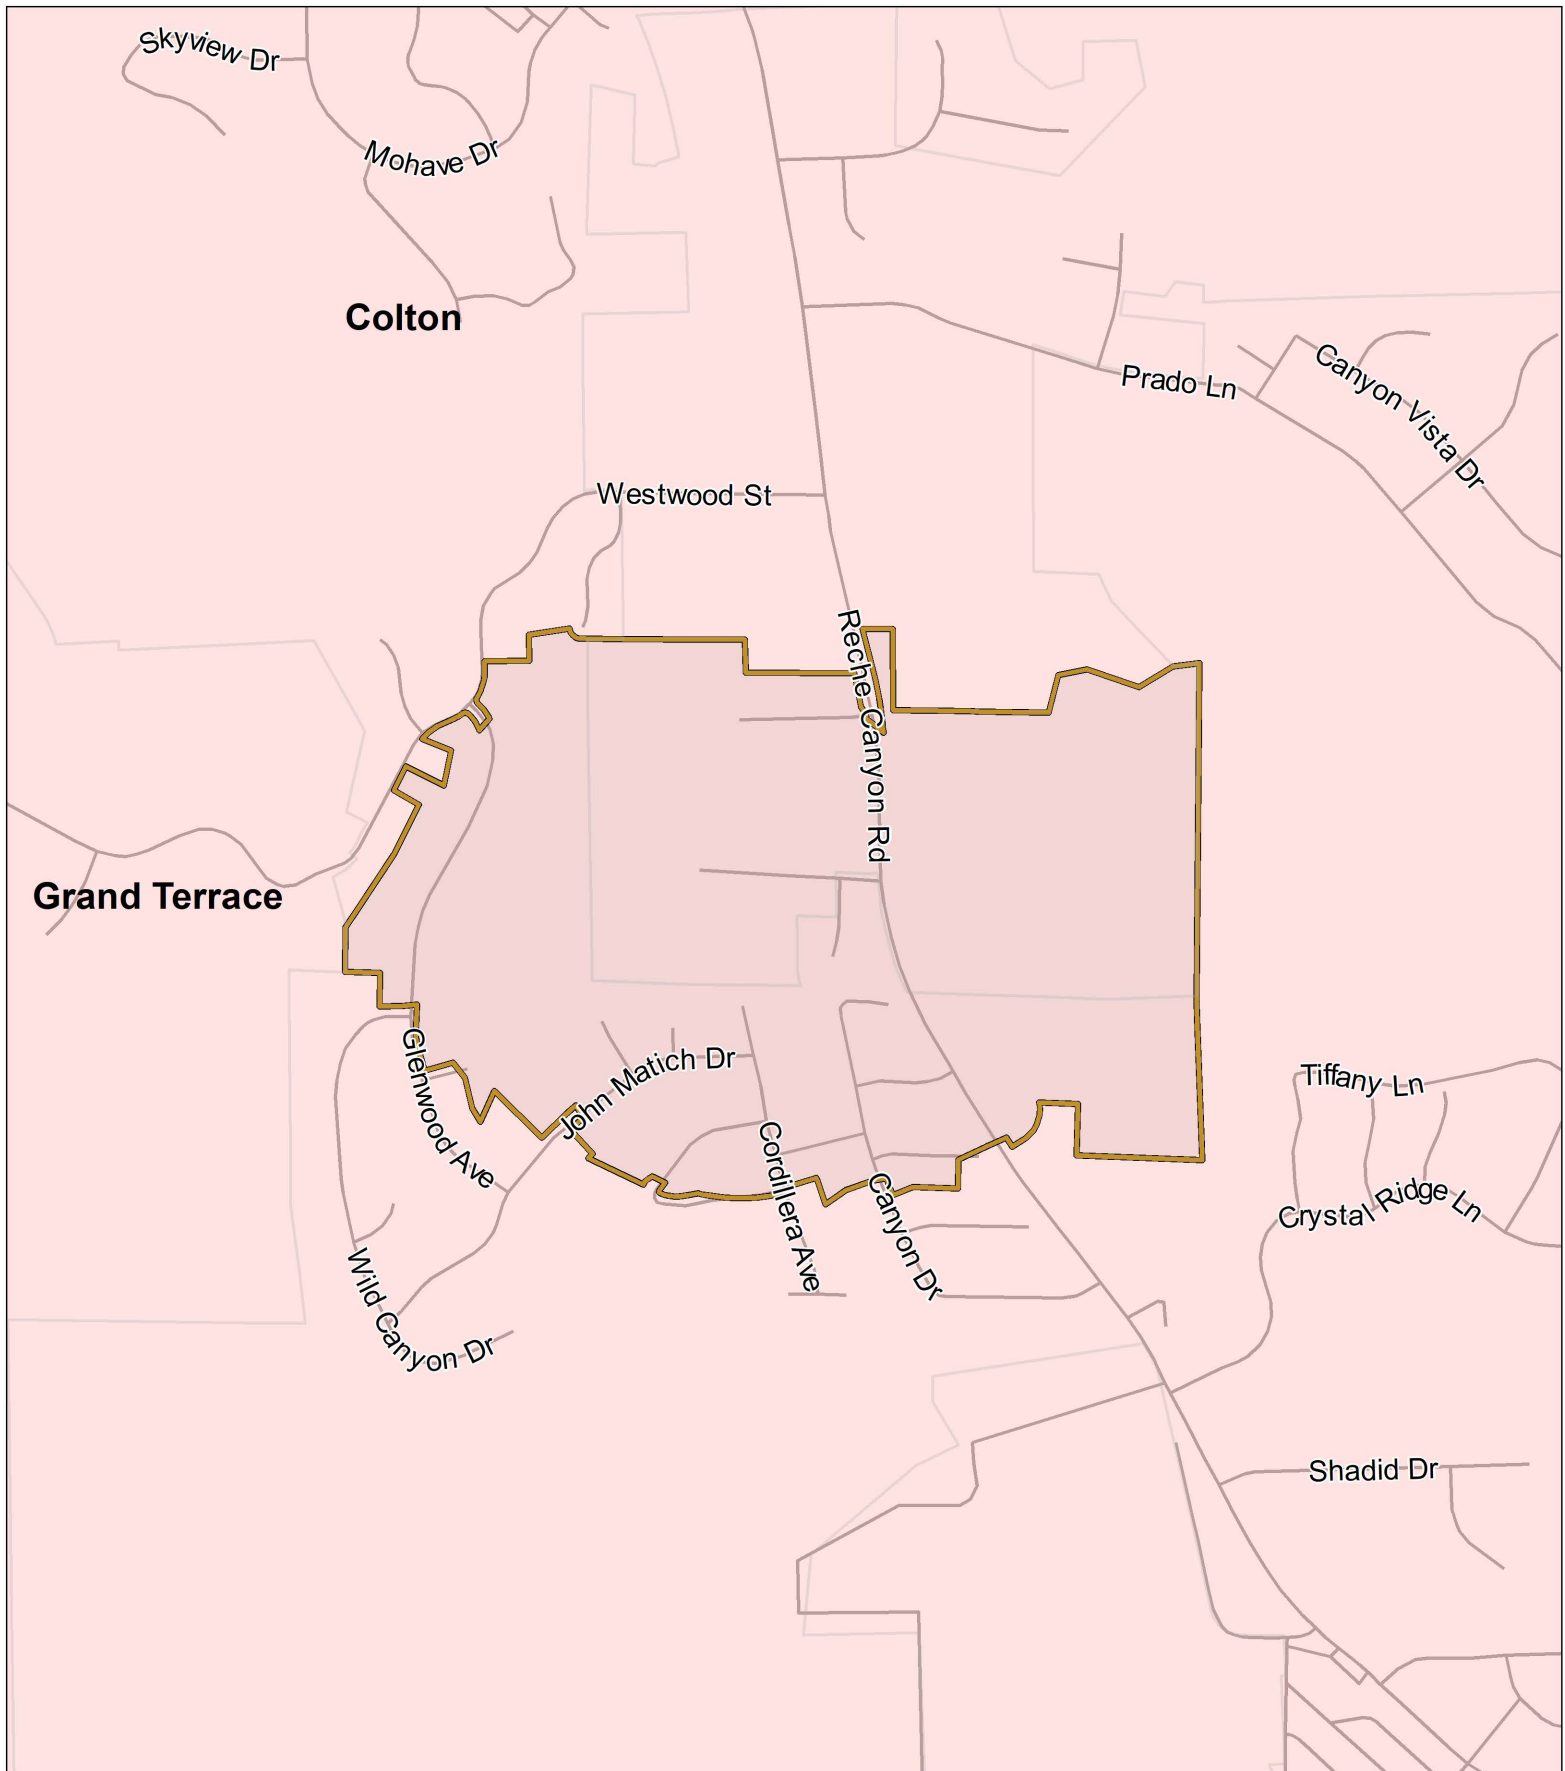 Skyview Dr
Mohave Dr
Colton
Prado Ln
Canyon Vista Dr
Westwood St
Reche Canyon Rd
Grand Terrace
John Matich Dr
Glenwood Ave
Tiffany Ln
Cordillera Ave
Canyon Dr
Crystal Ridge Ln
Wild Canyon Dr
Shadid Dr